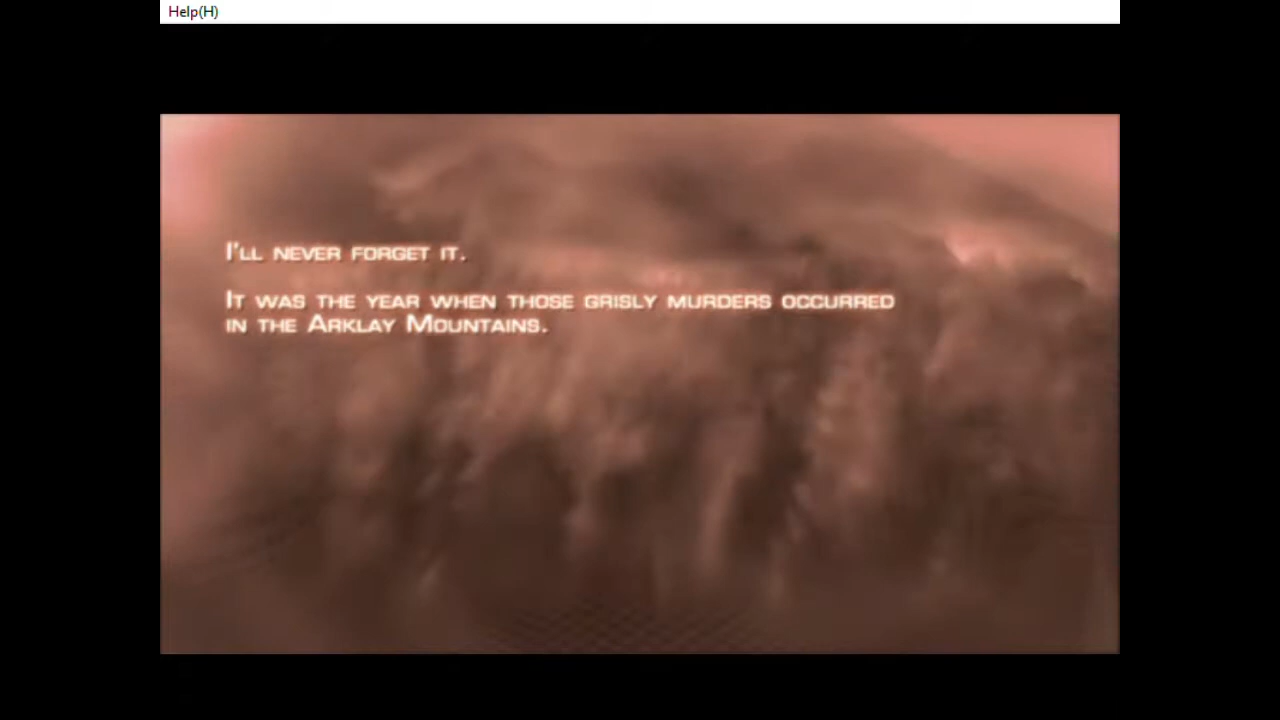 Help(H)
I'll never forget it.
It was the year when those grisly murders occurred
in the Arklay Mountains.